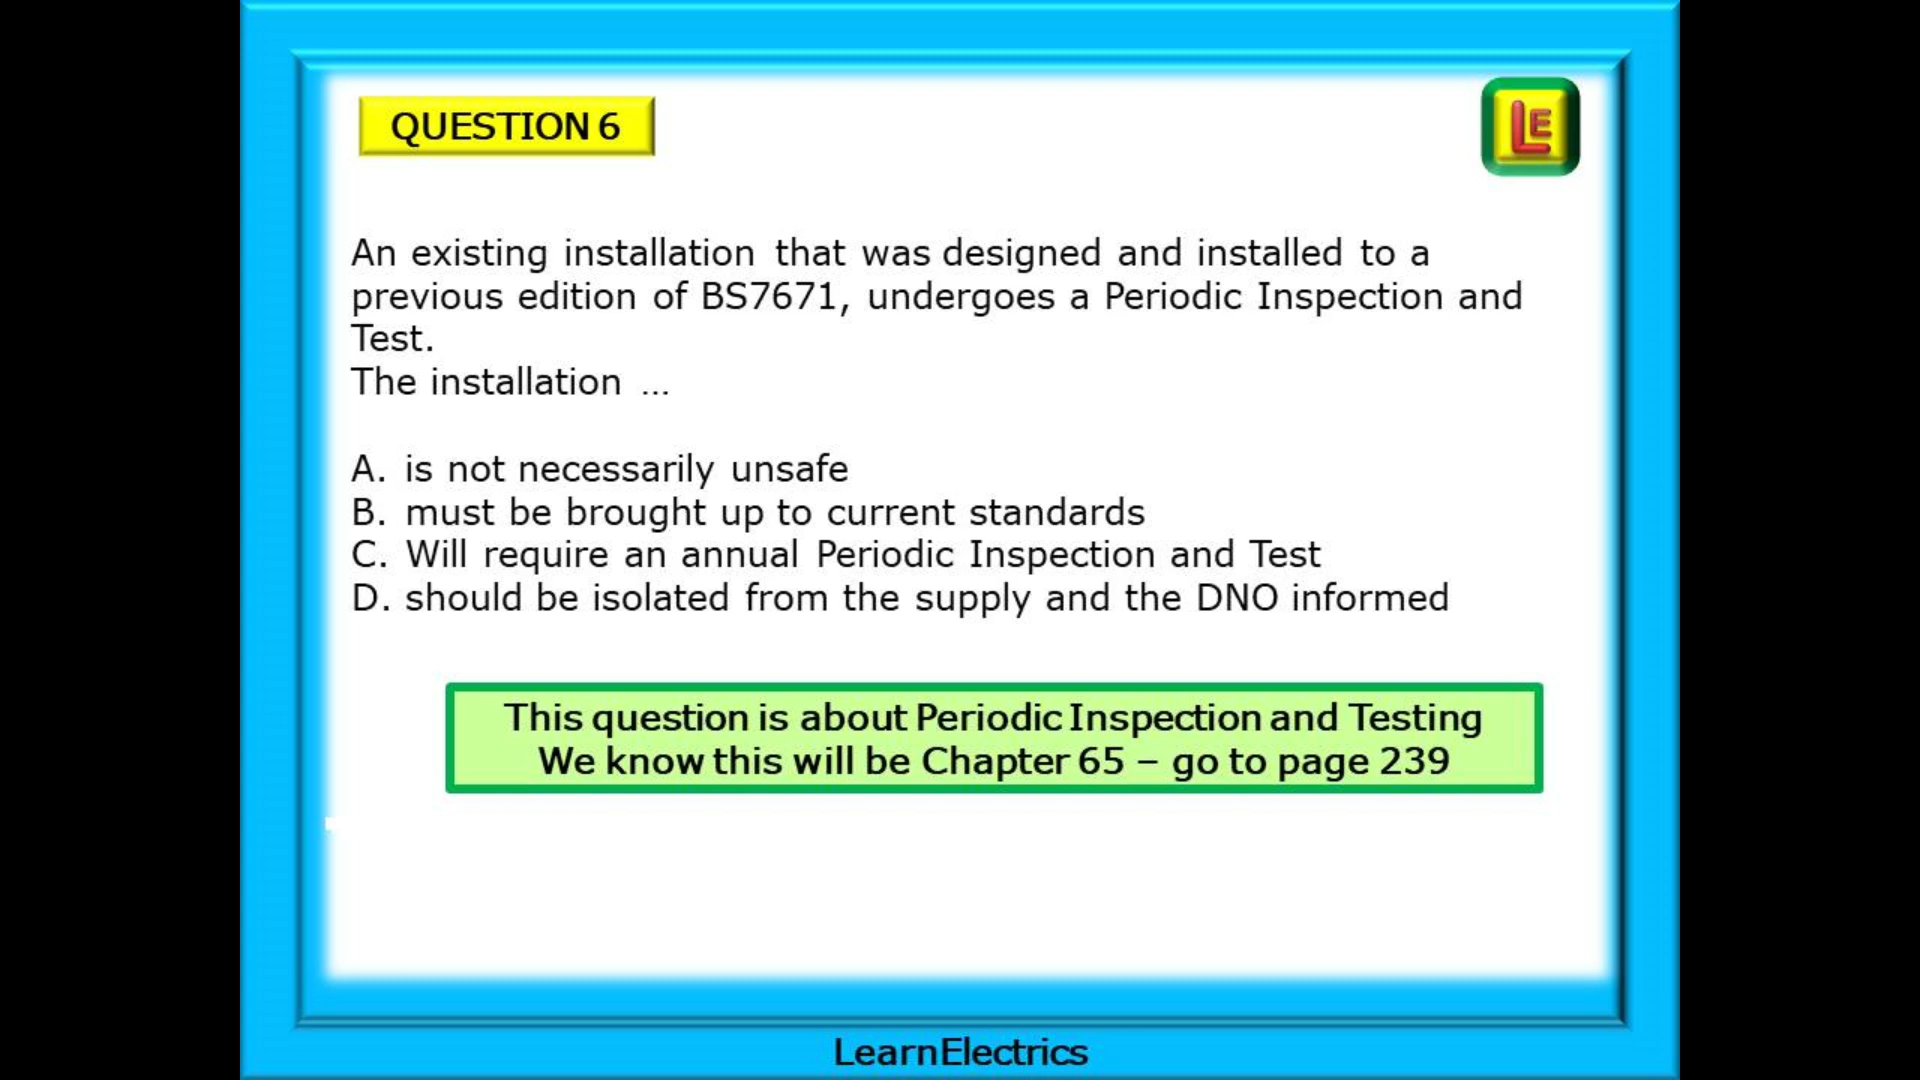 QUESTION 6
LE
An existing installation that was designed and installed to a
previous edition of BS7671, undergoes a Periodic Inspection and
Test.
The installation ...
A. is not necessarily unsafe
B. must be brought up to current standards
C. Will require an annual Periodic Inspection and Test
D. should be isolated from the supply and the DNO informed
This question is about Periodic Inspection and Testing
We know this will be Chapter 65 – go to page 239
LearnElectrics